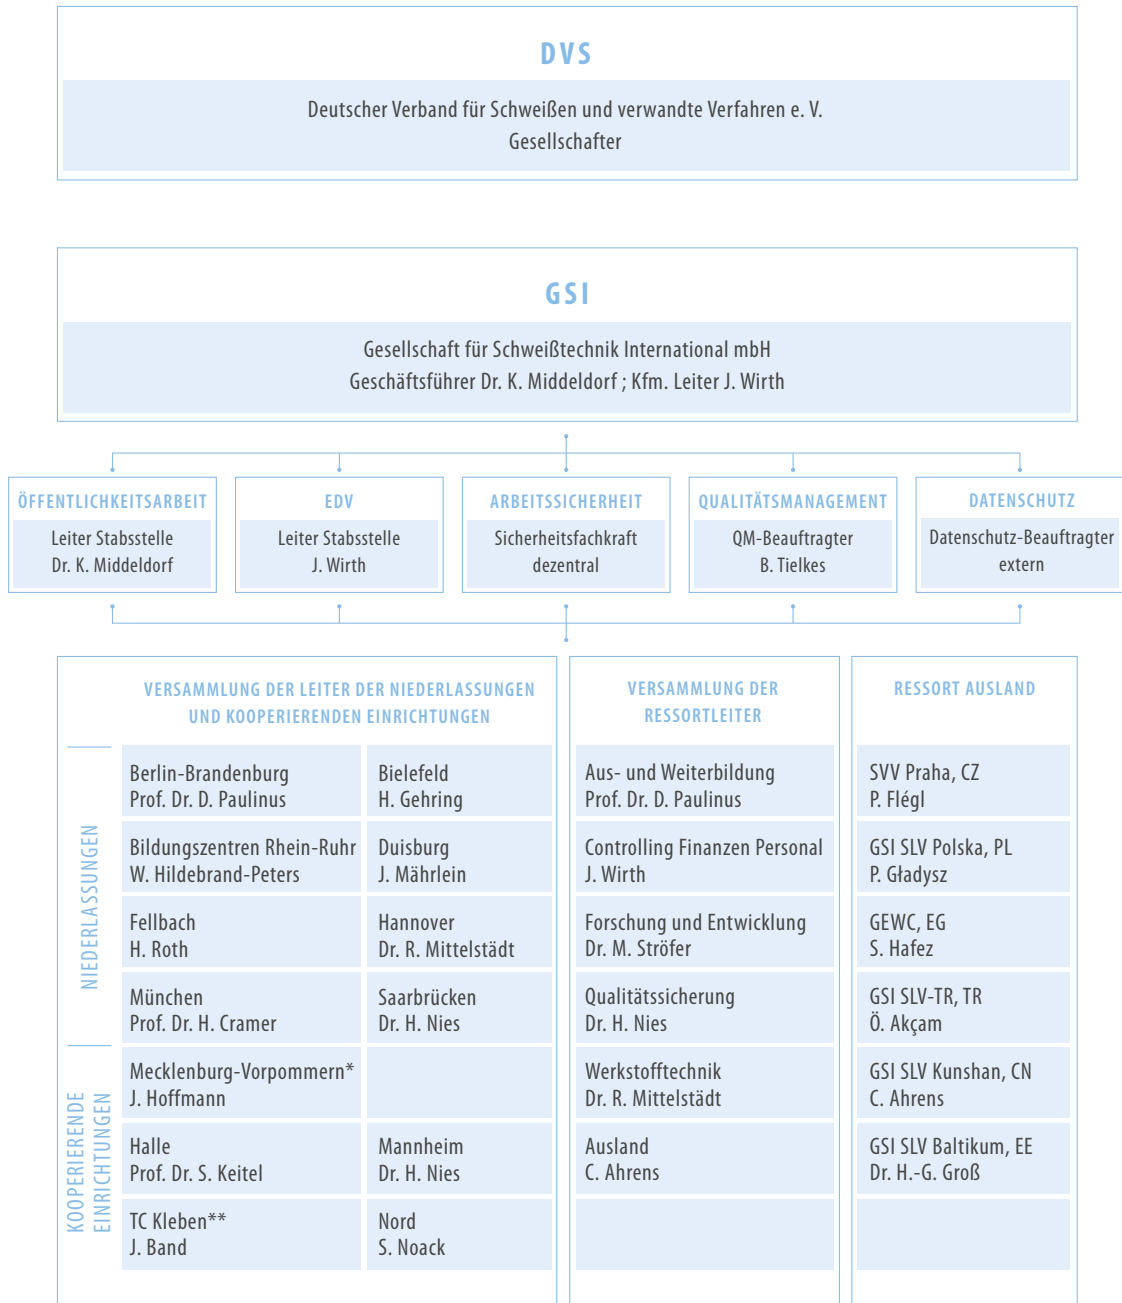 DVS
Deutscher Verband für Schweißen und verwandte Verfahren e. V.
Gesellschafter
GSI
Gesellschaft für Schweißtechnik International mbH
Geschäftsführer Dr. K. Middeldorf ; Kfm. Leiter J. Wirth
ÖFFENTLICHKEITSARBEIT
Leiter Stabsstelle
Dr. K. Middeldorf
EDV
Leiter Stabsstelle
J. Wirth
ARBEITSSICHERHEIT
Sicherheitsfachkraft
dezentral
QUALITÄTSMANAGEMENT
QM-Beauftragter
B. Tielkes
DATENSCHUTZ
Datenschutz-Beauftragter
extern
VERSAMMLUNG DER LEITER DER NIEDERLASSUNGEN
UND KOOPERIERENDEN EINRICHTUNGEN
NIEDERLASSUNGEN
Berlin-Brandenburg
Prof. Dr. D. Paulinus
Bielefeld
H. Gehring
Bildungszentren Rhein-Ruhr
W. Hildebrand-Peters
Duisburg
J. Mährlein
Fellbach
H. Roth
Hannover
Dr. R. Mittelstädt
München
Prof. Dr. H. Cramer
Saarbrücken
Dr. H. Nies
KOOPERIERENDE
EINRICHTUNGEN
Mecklenburg-Vorpommern*
J. Hoffmann
Halle
Prof. Dr. S. Keitel
Mannheim
Dr. H. Nies
TC Kleben**
J. Band
Nord
S. Noack
VERSAMMLUNG DER
RESSORTLEITER
Aus- und Weiterbildung
Prof. Dr. D. Paulinus
Controlling Finanzen Personal
J. Wirth
Forschung und Entwicklung
Dr. M. Ströfer
Qualitätssicherung
Dr. H. Nies
Werkstofftechnik
Dr. R. Mittelstädt
Ausland
C. Ahrens
RESSORT AUSLAND
SVV Praha, CZ
P. Flégl
GSI SLV Polska, PL
P. Gładysz
GEWC, EG
S. Hafez
GSI SLV-TR, TR
Ö. Akçam
GSI SLV Kunshan, CN
C. Ahrens
GSI SLV Baltikum, EE
Dr. H.-G. Groß